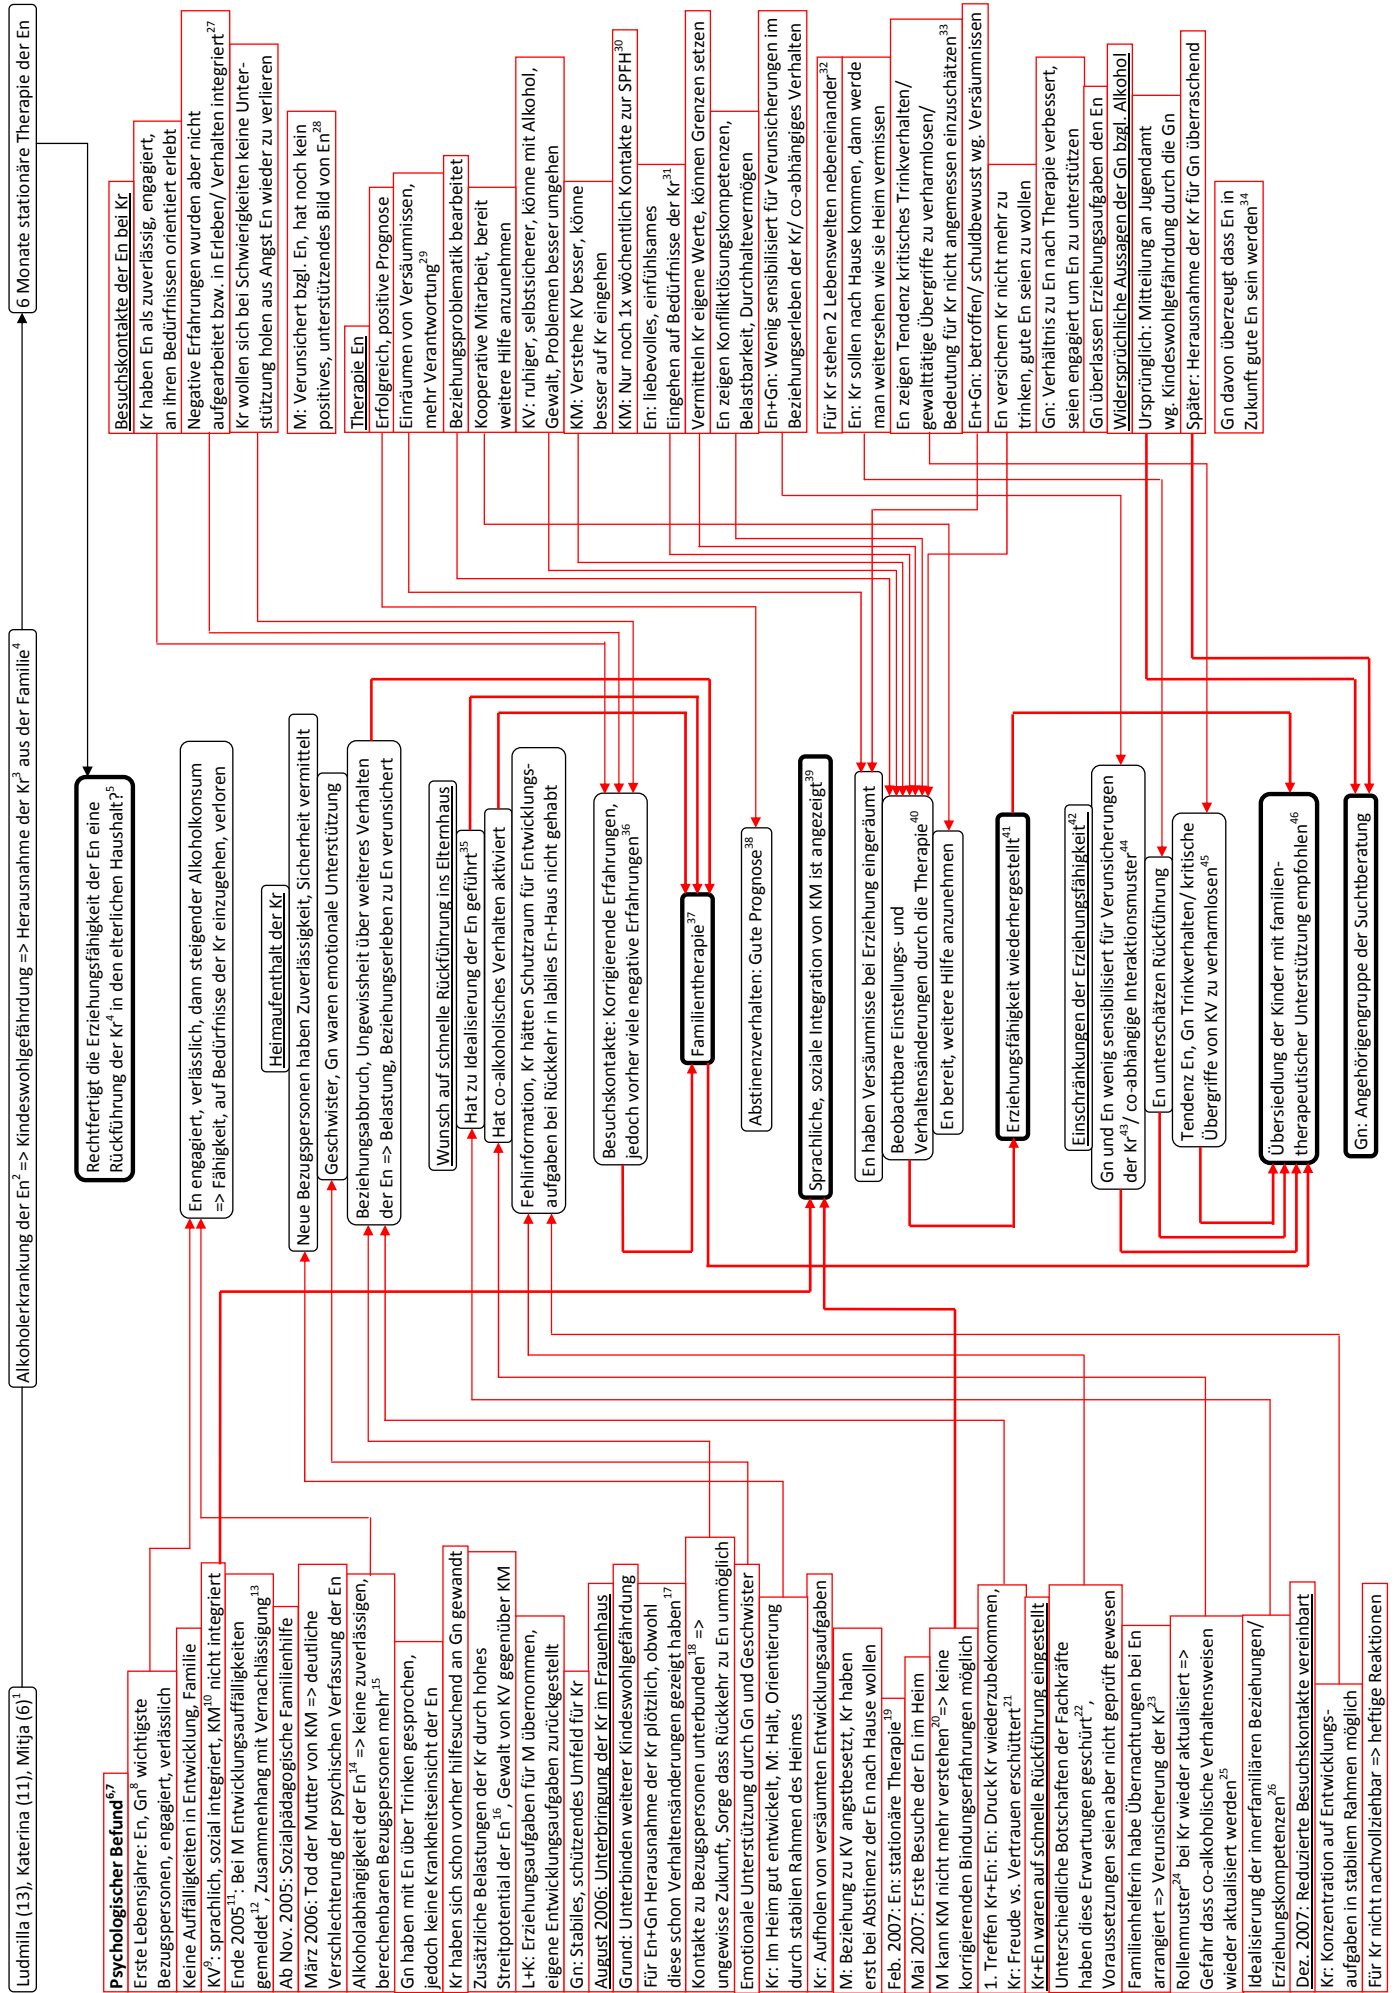 Ludmilla (13), Katerina (11), Mitja (6)1
Alkoholerkrankung der En2 => Kindeswohlgefährdung => Herausnahme der Kr3 aus der Familie4
6 Monate stationäre Therapie der En
Psychologischer Befund6,7
Erste Lebensjahre: En, Gn8 wichtigste
Bezugspersonen, engagiert, verlässlich
Keine Auffälligkeiten in Entwicklung, Familie
KV9: sprachlich, sozial integriert, KM10 nicht integriert
Ende 200511: Bei M Entwicklungsauffälligkeiten
gemeldet12, Zusammenhang mit Vernachlässigung13
Ab Nov. 2005: Sozialpädagogische Familienhilfe
März 2006: Tod der Mutter von KM => deutliche
Verschlechterung der psychischen Verfassung der En
Alkoholabhängigkeit der En14 => keine zuverlässigen,
berechenbaren Bezugspersonen mehr15
Gn haben mit En über Trinken gesprochen,
jedoch keine Krankheitseinsicht der En
Kr haben sich schon vorher hilfesuchend an Gn gewandt
Zusätzliche Belastungen der Kr durch hohes
Streitpotential der En16, Gewalt von KV gegenüber KM
L+K: Erziehungsaufgaben für M übernommen,
eigene Entwicklungsaufgaben zurückgestellt
Gn: Stabiles, schützendes Umfeld für Kr
August 2006: Unterbringung der Kr im Frauenhaus
Grund: Unterbinden weiterer Kindeswohlgefährdung
Für En+Gn Herausnahme der Kr plötzlich, obwohl
diese schon Verhaltensänderungen gezeigt haben17
Kontakte zu Bezugspersonen unterbunden18 =>
ungewisse Zukunft, Sorge dass Rückkehr zu En unmöglich
Emotionale Unterstützung durch Gn und Geschwister
Kr: Im Heim gut entwickelt, M: Halt, Orientierung
durch stabilen Rahmen des Heimes
Kr: Aufholen von versäumten Entwicklungsaufgaben
M: Beziehung zu KV angstbesetzt, Kr haben
erst bei Abstinenz der En nach Hause wollen
Feb. 2007: En: stationäre Therapie19
Mai 2007: Erste Besuche der En im Heim
M kann KM nicht mehr verstehen20=> keine
korrigierenden Bindungserfahrungen möglich
1. Treffen Kr+En: En: Druck Kr wiederzubekommen,
Kr: Freude vs. Vertrauen erschüttert21
Kr+En waren auf schnelle Rückführung eingestellt
Unterschiedliche Botschaften der Fachkräfte
haben diese Erwartungen geschürt22,
Voraussetzungen seien aber nicht geprüft gewesen
Familienhelferin habe Übernachtungen bei En
arrangiert => Verunsicherung der Kr23
Rollenmuster24 bei Kr wieder aktualisiert =>
Gefahr dass co-alkoholische Verhaltensweisen
wieder aktualisiert werden25
Idealisierung der innerfamiliären Beziehungen/
Erziehungskompetenzen26
Dez. 2007: Reduzierte Besuchskontakte vereinbart
Kr: Konzentration auf Entwicklungs-
aufgaben in stabilem Rahmen möglich
Für Kr nicht nachvollziehbar => heftige Reaktionen
Rechtfertigt die Erziehungsfähigkeit der En eine
Rückführung der Kr4 in den elterlichen Haushalt?5
En engagiert, verlässlich, dann steigender Alkoholkonsum
=> Fähigkeit, auf Bedürfnisse der Kr einzugehen, verloren
Heimaufenthalt der Kr
Neue Bezugspersonen haben Zuverlässigkeit, Sicherheit vermittelt
Geschwister, Gn waren emotionale Unterstützung
Beziehungsabbruch, Ungewissheit über weiteres Verhalten
der En => Belastung, Beziehungserleben zu En verunsichert
Wunsch auf schnelle Rückführung ins Elternhaus
Hat zu Idealisierung der En geführt35
Hat co-alkoholisches Verhalten aktiviert
Fehlinformation, Kr hätten Schutzraum für Entwicklungs-
aufgaben bei Rückkehr in labiles En-Haus nicht gehabt
Besuchskontakte: Korrigierende Erfahrungen,
jedoch vorher viele negative Erfahrungen36
Familientherapie37
Abstinenzverhalten: Gute Prognose38
Sprachliche, soziale Integration von KM ist angezeigt39
En haben Versäumnisse bei Erziehung eingeräumt
Beobachtbare Einstellungs- und
Verhaltensänderungen durch die Therapie40
En bereit, weitere Hilfe anzunehmen
Erziehungsfähigkeit wiederhergestellt41
Einschränkungen der Erziehungsfähigkeit42
Gn und En wenig sensibilisiert für Verunsicherungen
der Kr43/ co-abhängige Interaktionsmuster44
En unterschätzen Rückführung
Tendenz En, Gn Trinkverhalten/ kritische
Übergriffe von KV zu verharmlosen45
Übersiedlung der Kinder mit familien-
therapeutischer Unterstützung empfohlen46
Gn: Angehörigengruppe der Suchtberatung
Besuchskontakte der En bei Kr
Kr haben En als zuverlässig, engagiert,
an ihren Bedürfnissen orientiert erlebt
Negative Erfahrungen wurden aber nicht
aufgearbeitet bzw. in Erleben/ Verhalten integriert27
Kr wollen sich bei Schwierigkeiten keine Unter-
stützung holen aus Angst En wieder zu verlieren
M: Verunsichert bzgl. En, hat noch kein
positives, unterstützendes Bild von En28
Therapie En
Erfolgreich, positive Prognose
Einräumen von Versäumnissen,
mehr Verantwortung29
Beziehungsproblematik bearbeitet
Kooperative Mitarbeit, bereit
weitere Hilfe anzunehmen
KV: ruhiger, selbstsicherer, könne mit Alkohol,
Gewalt, Problemen besser umgehen
KM: Verstehe KV besser, könne
besser auf Kr eingehen
KM: Nur noch 1x wöchentlich Kontakte zur SPFH30
En: liebevolles, einfühlsames
Eingehen auf Bedürfnisse der Kr31
Vermitteln Kr eigene Werte, können Grenzen setzen
En zeigen Konfliktlösungskompetenzen,
Belastbarkeit, Durchhaltevermögen
En+Gn: Wenig sensibilisiert für Verunsicherungen im
Beziehungserleben der Kr/ co-abhängiges Verhalten
Für Kr stehen 2 Lebenswelten nebeneinander32
En: Kr sollen nach Hause kommen, dann werde
man weitersehen wie sie Heim vermissen
En zeigen Tendenz kritisches Trinkverhalten/
gewalttätige Übergriffe zu verharmlosen/
Bedeutung für Kr nicht angemessen einzuschätzen33
En+Gn: betroffen/ schuldbewusst wg. Versäumnissen
En versichern Kr nicht mehr zu
trinken, gute En seien zu wollen
Gn: Verhältnis zu En nach Therapie verbessert,
seien engagiert um En zu unterstützen
Gn überlassen Erziehungsaufgaben den En
Widersprüchliche Aussagen der Gn bzgl. Alkohol
Ursprünglich: Mitteilung an Jugendamt
wg. Kindeswohlgefährdung durch die Gn
Später: Herausnahme der Kr für Gn überraschend
Gn davon überzeugt dass En in
Zukunft gute En sein werden34